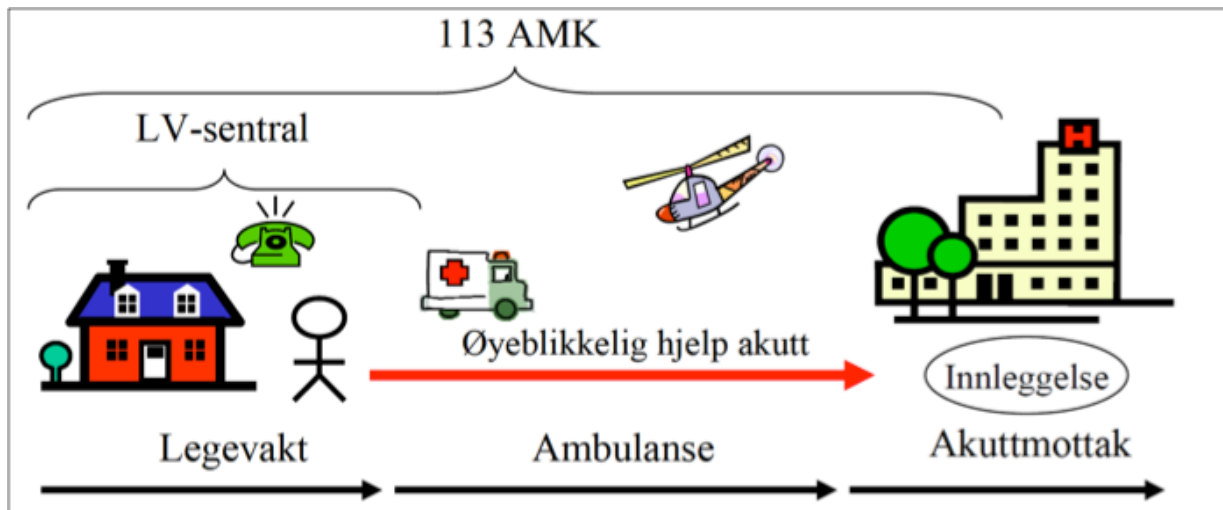 113 AMK
LV-sentral
H
Øyeblikkelig hjelp akutt
Innleggelse
Legevakt
Ambulanse
Akuttmottak